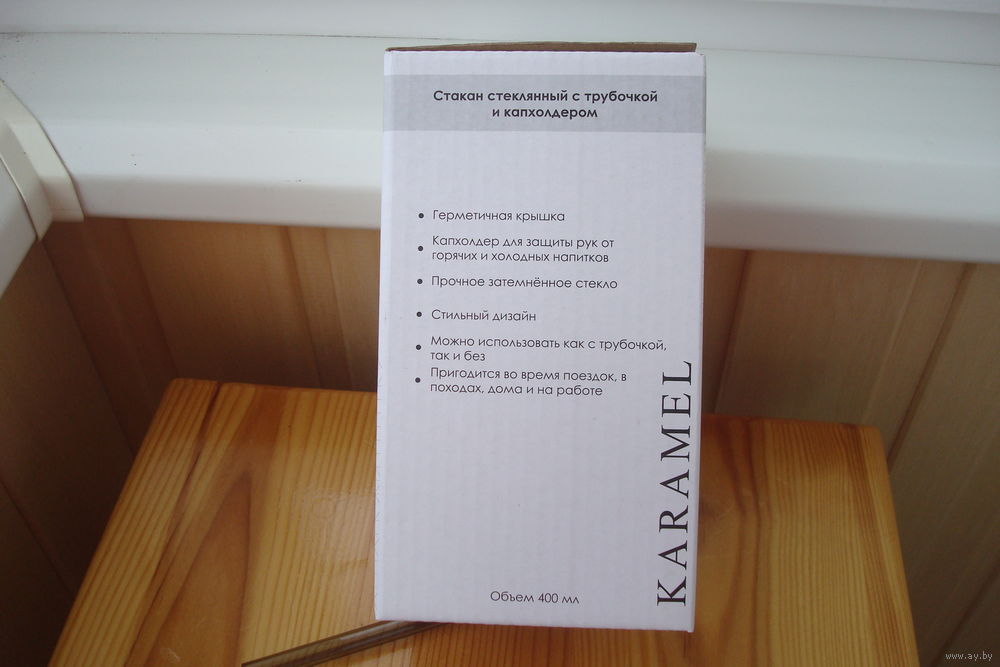 Стакан стеклянный с трубочкой
и капхолдером
• Герметичная крышка
• Капхолдер для защиты рук от
горячих и холодных напитков
• Прочное затемнённое стекло
• Стильный дизайн
• Можно использовать как с трубочкой,
так и без
• Пригодится во время поездок, в
походах, дома и на работе
KARAMEL
Объем 400 мл
www.ay.by